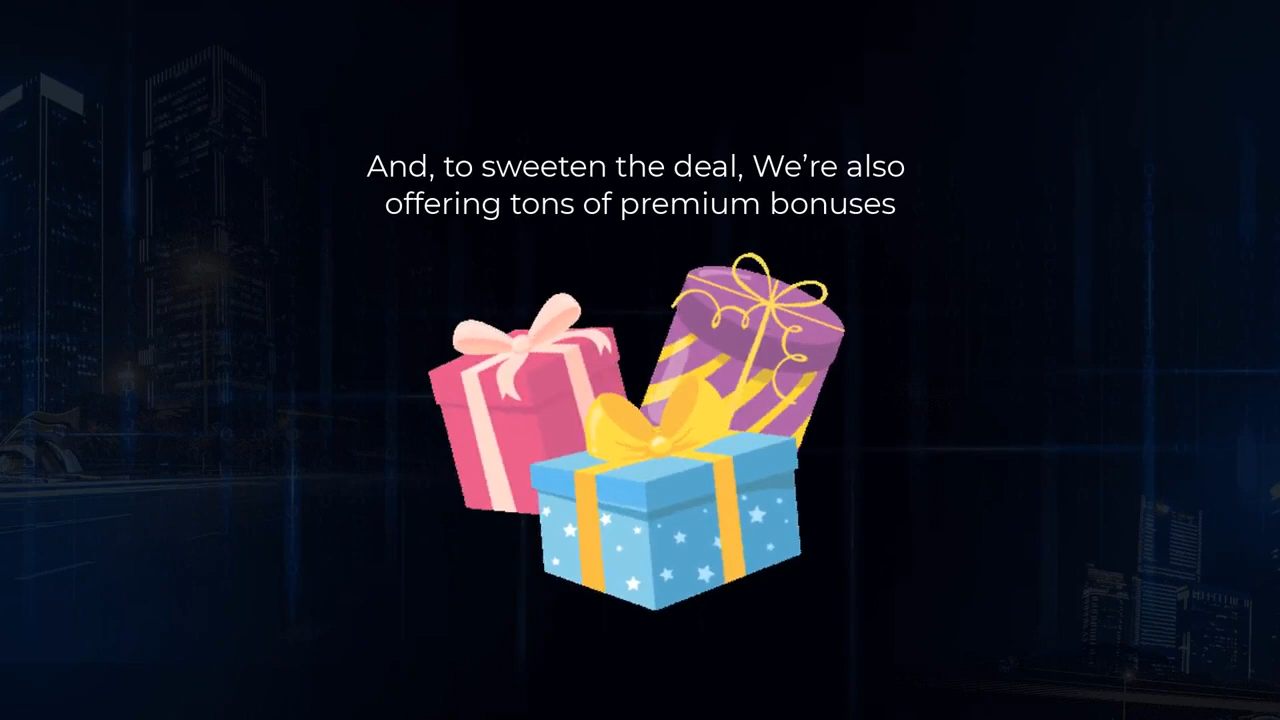 And, to sweeten the deal, We’re also
offering tons of premium bonuses